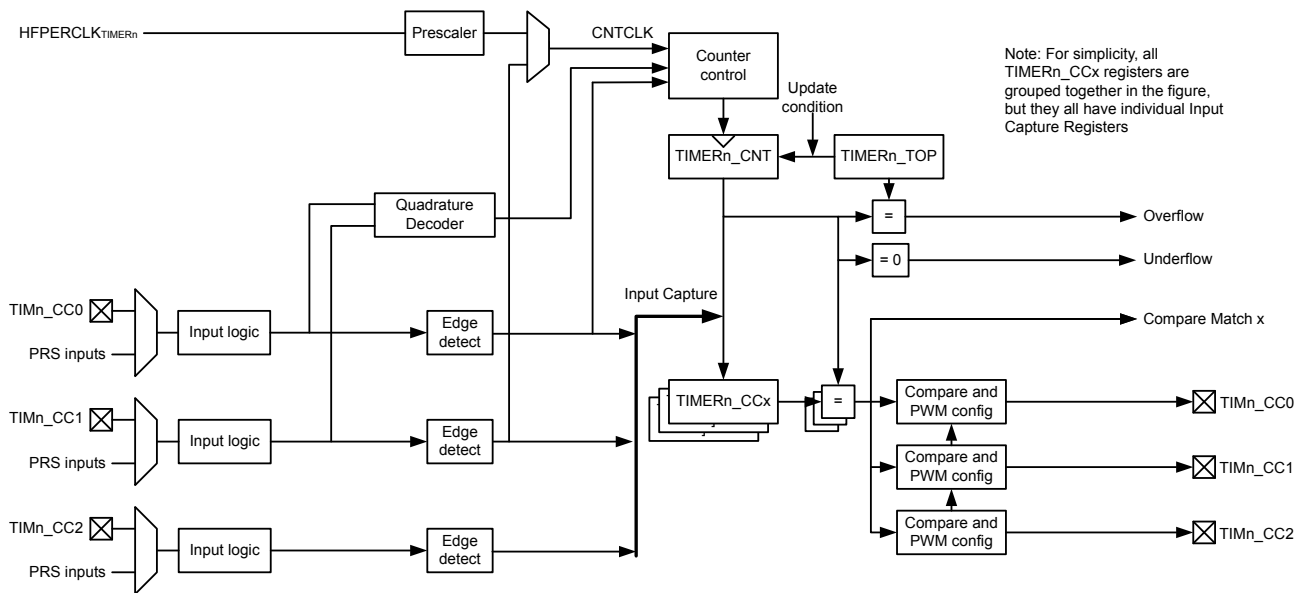 HFPERCLKTIMERn
Prescaler
CNTCLK
Counter
control
Note: For simplicity, all
TIMERn_CCx registers are
grouped together in the figure,
but they all have individual Input
Capture Registers
Update
condition
TIMERn_CNT
TIMERn_TOP
Quadrature
Decoder
=
Overflow
= 0
Underflow
Input Capture
TIMn_CC0
PRS inputs
Input logic
Edge
detect
Compare Match x
TIMERn_CCx
=
Compare and
PWM config
TIMn_CC0
TIMn_CC1
PRS inputs
Input logic
Edge
detect
Compare and
PWM config
TIMn_CC1
TIMn_CC2
PRS inputs
Input logic
Edge
detect
Compare and
PWM config
TIMn_CC2